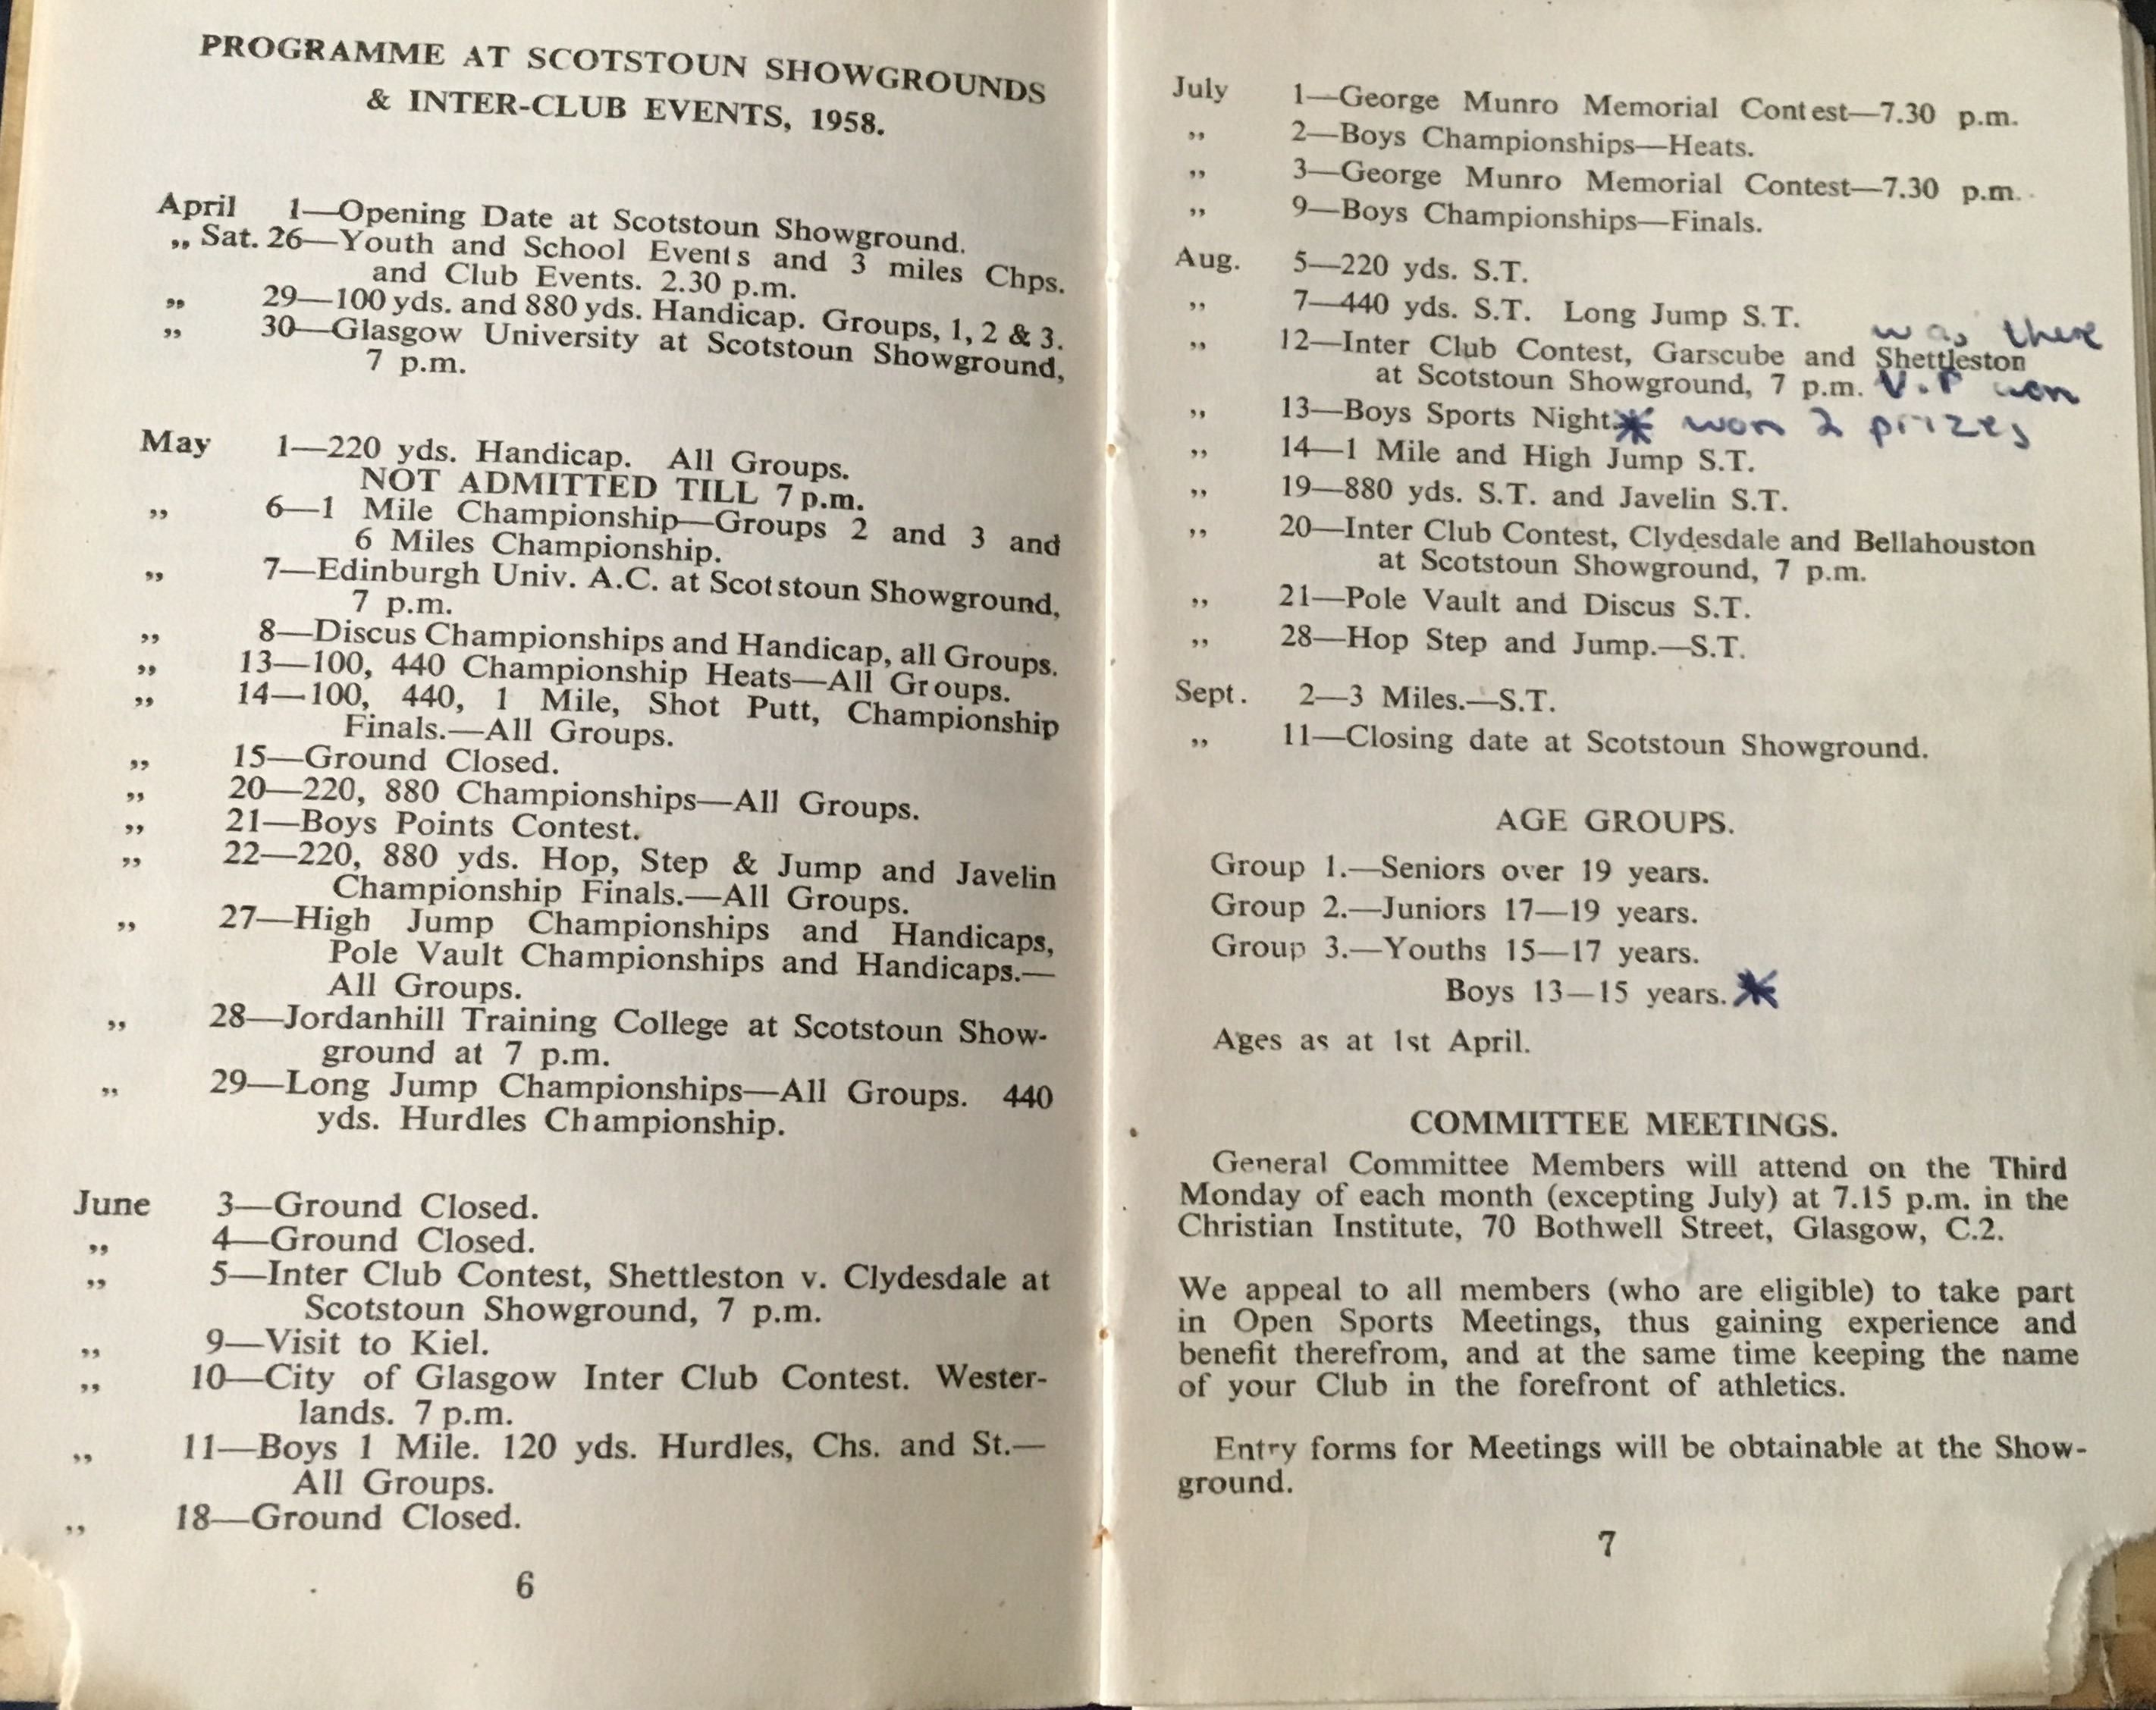 PROGRAMME AT SCOTSTOUN SHOWGROUNDS
& INTER-CLUB EVENTS, 1958.
April 1—Opening Date at Scotstoun Showground.
„ Sat. 26—Youth and School Events and 3 miles Chps.
and Club Events. 2.30 p.m.
„ 29—100 yds. and 880 yds. Handicap. Groups, 1, 2 & 3.
„ 30—Glasgow University at Scotstoun Showground,
7 p.m.
May 1—220 yds. Handicap. All Groups.
NOT ADMITTED TILL 7 p.m.
„ 6—1 Mile Championship—Groups 2 and 3 and
6 Miles Championship.
„ 7—Edinburgh Univ. A.C. at Scotstoun Showground,
7 p.m.
„ 8—Discus Championships and Handicap, all Groups.
„ 13—100, 440 Championship Heats—All Groups.
„ 14—100, 440, 1 Mile, Shot Putt, Championship
Finals.—All Groups.
„ 15—Ground Closed.
„ 20—220, 880 Championships—All Groups.
„ 21—Boys Points Contest.
„ 22—220, 880 yds. Hop, Step & Jump and Javelin
Championship Finals.—All Groups.
„ 27—High Jump Championships and Handicaps,
Pole Vault Championships and Handicaps.—
All Groups.
„ 28—Jordanhill Training College at Scotstoun Show-
ground at 7 p.m.
„ 29—Long Jump Championships—All Groups. 440
yds. Hurdles Championship.
June 3—Ground Closed.
„ 4—Ground Closed.
„ 5—Inter Club Contest, Shettleston v. Clydesdale at
Scotstoun Showground, 7 p.m.
„ 9—Visit to Kiel.
„ 10—City of Glasgow Inter Club Contest. Wester-
lands. 7 p.m.
„ 11—Boys 1 Mile. 120 yds. Hurdles, Chs. and St.—
All Groups.
„ 18—Ground Closed.
6
July 1—George Munro Memorial Contest—7.30 p.m.
„ 2—Boys Championships—Heats.
„ 3—George Munro Memorial Contest—7.30 p.m.
„ 9—Boys Championships—Finals.
Aug. 5—220 yds. S.T.
„ 7—440 yds. S.T. Long Jump S.T.
was there
„ 12—Inter Club Contest, Garscube and Shettleston
at Scotstoun Showground, 7 p.m. V.P won
„ 13—Boys Sports Night.* won 2 prizes
„ 14—1 Mile and High Jump S.T.
„ 19—880 yds. S.T. and Javelin S.T.
„ 20—Inter Club Contest, Clydesdale and Bellahouston
at Scotstoun Showground, 7 p.m.
„ 21—Pole Vault and Discus S.T.
„ 28—Hop Step and Jump.—S.T.
Sept. 2—3 Miles.—S.T.
„ 11—Closing date at Scotstoun Showground.
AGE GROUPS.
Group 1.—Seniors over 19 years.
Group 2.—Juniors 17—19 years.
Group 3.—Youths 15—17 years.
Boys 13—15 years.*
Ages as at 1st April.
COMMITTEE MEETINGS.
General Committee Members will attend on the Third
Monday of each month (excepting July) at 7.15 p.m. in the
Christian Institute, 70 Bothwell Street, Glasgow, C.2.
We appeal to all members (who are eligible) to take part
in Open Sports Meetings, thus gaining experience and
benefit therefrom, and at the same time keeping the name
of your Club in the forefront of athletics.
Entry forms for Meetings will be obtainable at the Show-
ground.
7